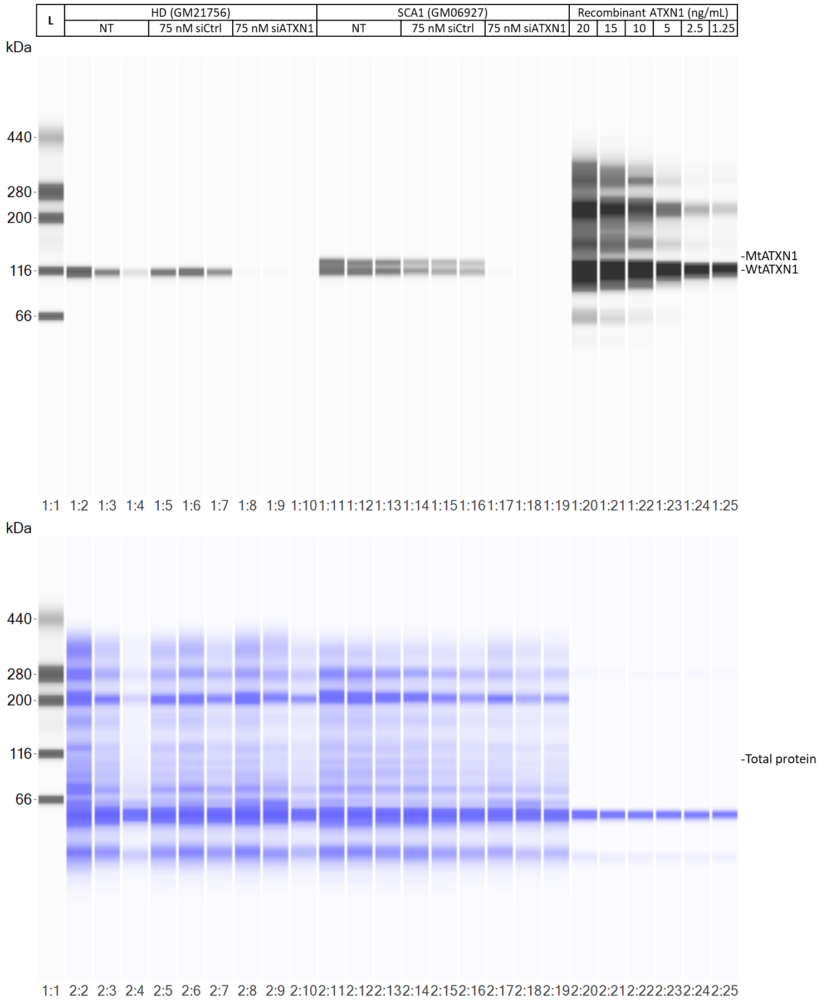 L HD (GM21756) SCA1 (GM06927) Recombinant ATXN1 (ng/mL)
NT 75 nM siCtrl 75 nM siATXN1 NT 75 nM siCtrl 75 nM siATXN1 20 15 10 5 2.5 1.25
kDa
440
280
200
-MtATXN1
116 -WtATXN1
66
1:1 1:2 1:3 1:4 1:5 1:6 1:7 1:8 1:9 1:10 1:11 1:12 1:13 1:14 1:15 1:16 1:17 1:18 1:19 1:20 1:21 1:22 1:23 1:24 1:25
kDa
440
280
200
116 -Total protein
66
1:1 2:2 2:3 2:4 2:5 2:6 2:7 2:8 2:9 2:10 2:11 2:12 2:13 2:14 2:15 2:16 2:17 2:18 2:19 2:20 2:21 2:22 2:23 2:24 2:25